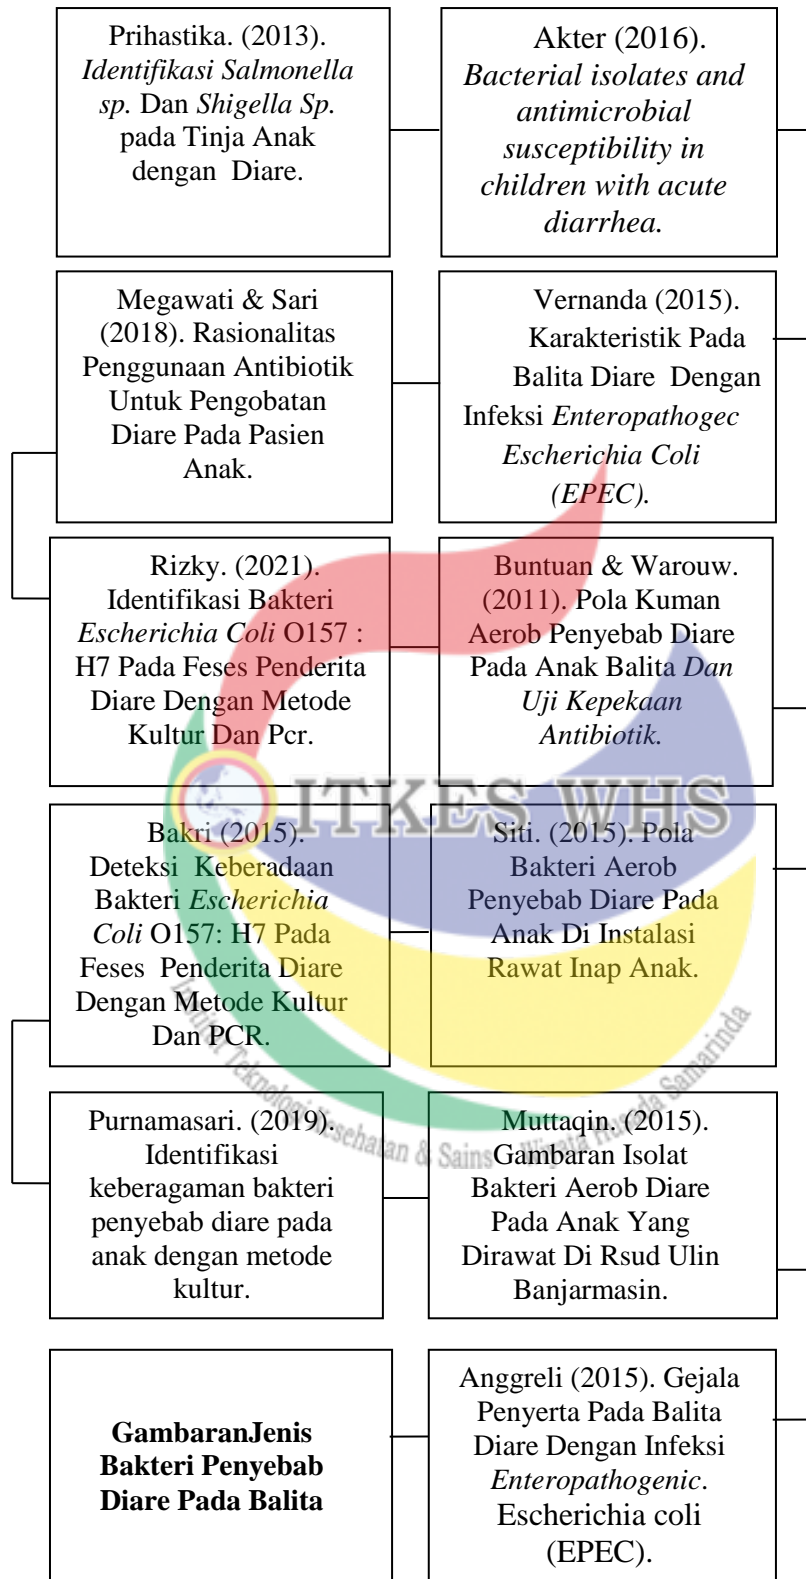 Prihastika. (2013).
Identifikasi Salmonella
sp. Dan Shigella Sp.
pada Tinja Anak
dengan Diare.
Akter (2016).
Bacterial isolates and
antimicrobial
susceptibility in
children with acute
diarrhea.
Megawati & Sari
(2018). Rasionalitas
Penggunaan Antibiotik
Untuk Pengobatan
Diare Pada Pasien
Anak.
Vernanda (2015).
Karakteristik Pada
Balita Diare Dengan
Infeksi Enteropathogec
Escherichia Coli
(EPEC).
Rizky. (2021).
Identifikasi Bakteri
Escherichia Coli O157 :
H7 Pada Feses Penderita
Diare Dengan Metode
Kultur Dan Pcr.
Buntuan & Warouw.
(2011). Pola Kuman
Aerob Penyebab Diare
Pada Anak Balita Dan
Uji Kepekaan
Antibiotik.
ITKES WHS
Bakri (2015).
Deteksi Keberadaan
Bakteri Escherichia
Coli O157: H7 Pada
Feses Penderita Diare
Dengan Metode Kultur
Dan PCR.
Siti. (2015). Pola
Bakteri Aerob
Penyebab Diare Pada
Anak Di Instalasi
Rawat Inap Anak.
Institut Teknologi Kesehatan & Sains Wiyata Husada Samarinda
Purnamasari. (2019).
Identifikasi
keberagaman bakteri
penyebab diare pada
anak dengan metode
kultur.
Muttaqin. (2015).
Gambaran Isolat
Bakteri Aerob Diare
Pada Anak Yang
Dirawat Di Rsud Ulin
Banjarmasin.
GambaranJenis
Bakteri Penyebab
Diare Pada Balita
Anggreli (2015). Gejala
Penyerta Pada Balita
Diare Dengan Infeksi
Enteropathogenic.
Escherichia coli
(EPEC).